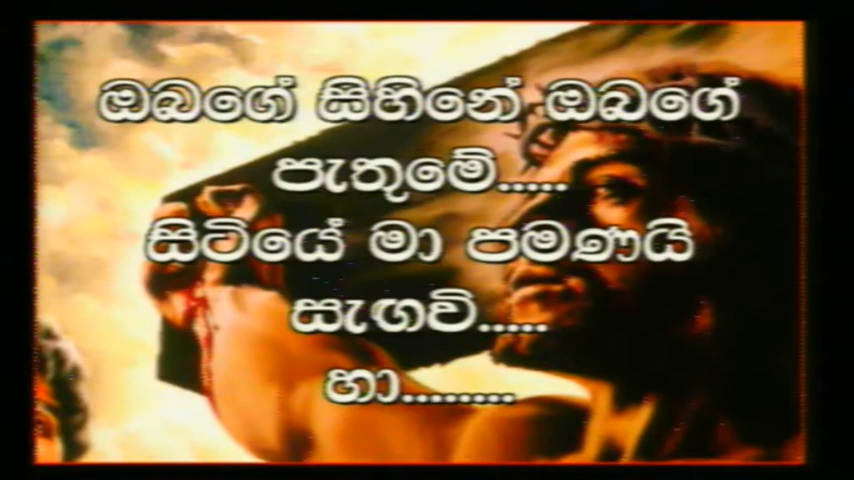 ඔබගේ සිහිනේ ඔබගේ
පැතුමේ.....
සිටියේ මා පමණයි
සැඟවී.....
හා........